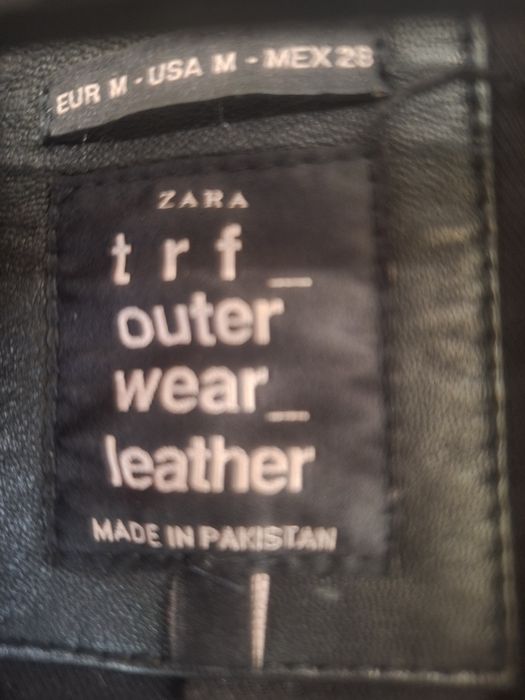 EUR M - USA M - MEX 28
ZARA
trf_
outer
wear_
leather
MADE IN PAKISTAN